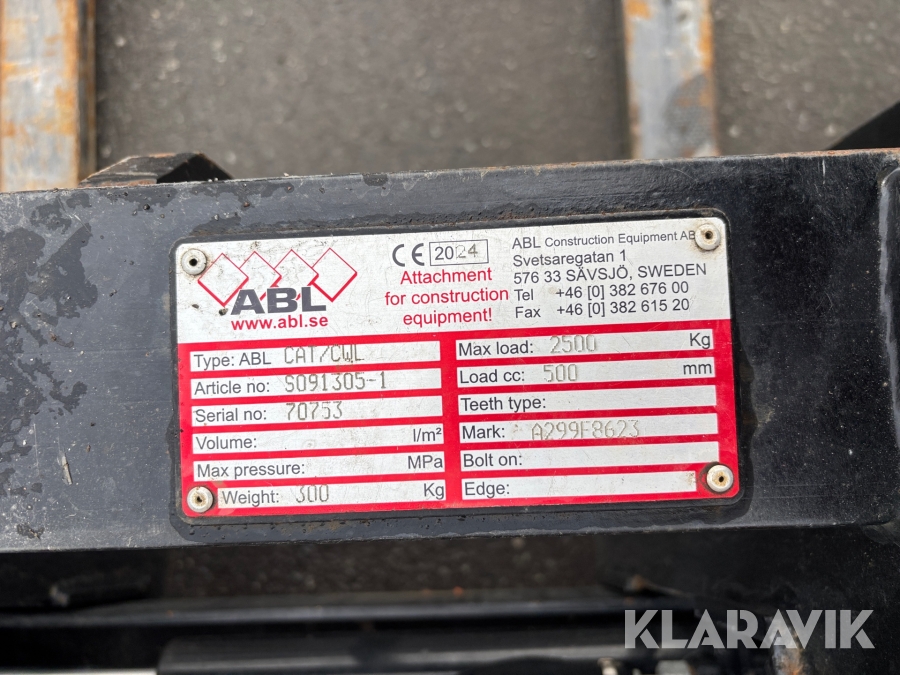 ABL
www.abl.se
CE 2024
Attachment
for construction
equipment!
ABL Construction Equipment AB
Svetsaregatan 1
576 33 SÄVSJÖ, SWEDEN
Tel +46 [0] 382 676 00
Fax +46 [0] 382 615 20
Type: ABL CAT/CWL
Article no: S091305-1
Serial no: 70753
Volume: l/m²
Max pressure: MPa
Weight: 300 Kg
Max load: 2500 Kg
Load cc: 500 mm
Teeth type:
Mark: A299F8623
Bolt on:
Edge:
KLARAVIK